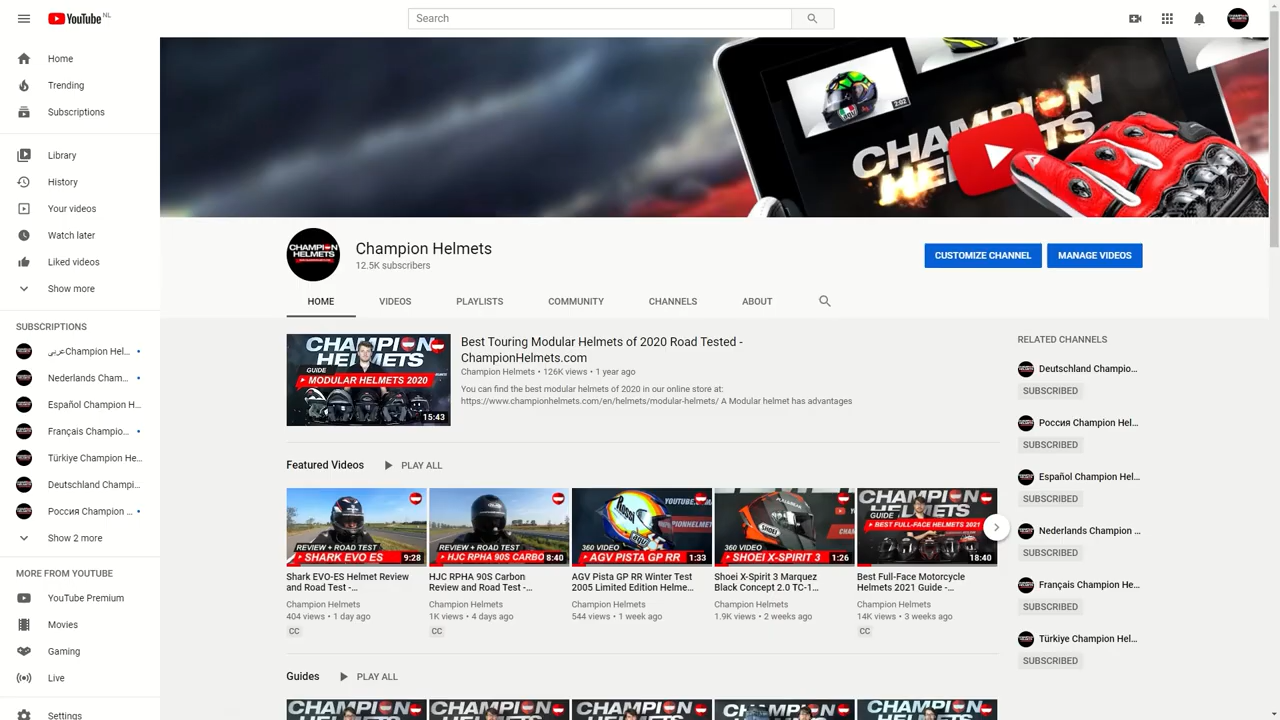 YouTube NL
Search
Home
Trending
Subscriptions
Library
History
Your videos
Watch later
Liked videos
Show more
SUBSCRIPTIONS
عربيChampion Hel...
Nederlands Cham...
Español Champion H...
Français Champio...
Türkiye Champion He...
Deutschland Champi...
Россия Champion ...
Show 2 more
MORE FROM YOUTUBE
YouTube Premium
Movies
Gaming
Live
Settings
2:02
CHAMPION
CHAMPION
HELMETS
Champion Helmets
12.5K subscribers
CUSTOMIZE CHANNEL
MANAGE VIDEOS
HOME
VIDEOS
PLAYLISTS
COMMUNITY
CHANNELS
ABOUT
CHAMPION
HELMETS
GUIDE
MODULAR HELMETS 2020
15:43
Best Touring Modular Helmets of 2020 Road Tested -
ChampionHelmets.com
Champion Helmets • 126K views • 1 year ago
You can find the best modular helmets of 2020 in our online store at:
https://www.championhelmets.com/en/helmets/modular-helmets/ A Modular helmet has advantages
Featured Videos
PLAY ALL
REVIEW + ROAD TEST
SHARK EVO ES
9:28
Shark EVO-ES Helmet Review
and Road Test -...
Champion Helmets
404 views • 1 day ago
CC
REVIEW + ROAD TEST
HJC RPHA 90S CARBO
8:40
HJC RPHA 90S Carbon
Review and Road Test -...
Champion Helmets
1K views • 4 days ago
CC
360 VIDEO
AGV PISTA GP RR
1:33
AGV Pista GP RR Winter Test
2005 Limited Edition Helme...
Champion Helmets
544 views • 1 week ago
SHOEI
360 VIDEO
SHOEI X-SPIRIT 3
1:26
Shoei X-Spirit 3 Marquez
Black Concept 2.0 TC-1...
Champion Helmets
1.9K views • 2 weeks ago
CHAMPION
HELMETS
GUIDE
BEST FULL-FACE HELMETS 2021
18:40
Best Full-Face Motorcycle
Helmets 2021 Guide -...
Champion Helmets
14K views • 3 weeks ago
CC
Guides
PLAY ALL
CHAMPION
CHAMPION
CHAMPION
CHAMPION
CHAMPION
RELATED CHANNELS
Deutschland Champio...
SUBSCRIBED
Россия Champion Hel...
SUBSCRIBED
Español Champion Hel...
SUBSCRIBED
Nederlands Champion ...
SUBSCRIBED
Français Champion He...
SUBSCRIBED
Türkiye Champion Hel...
SUBSCRIBED